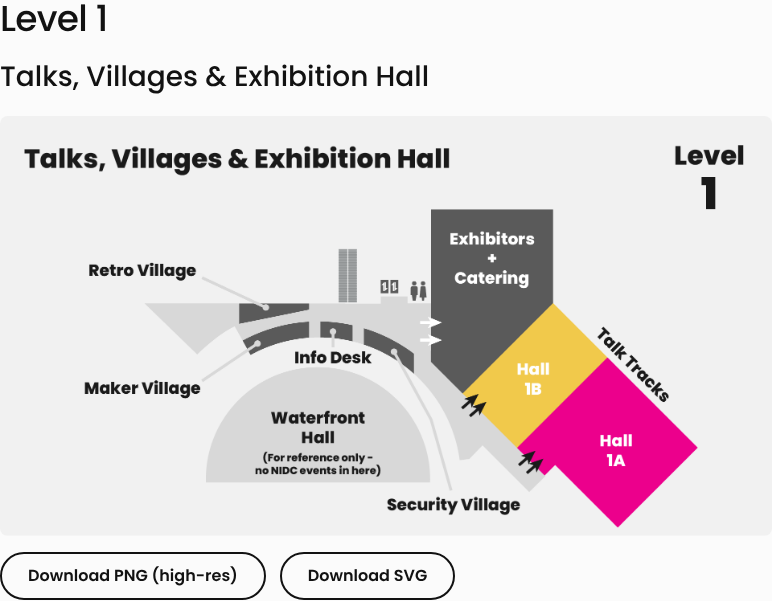 Level 1
Talks, Villages & Exhibition Hall
Talks, Villages & Exhibition Hall
Level
1
Exhibitors
+
Catering
Retro Village
Talk Tracks
Info Desk
Hall
1B
Maker Village
Waterfront
Hall
(For reference only -
no NIDC events in here)
Hall
1A
Security Village
Download PNG (high-res)
Download SVG